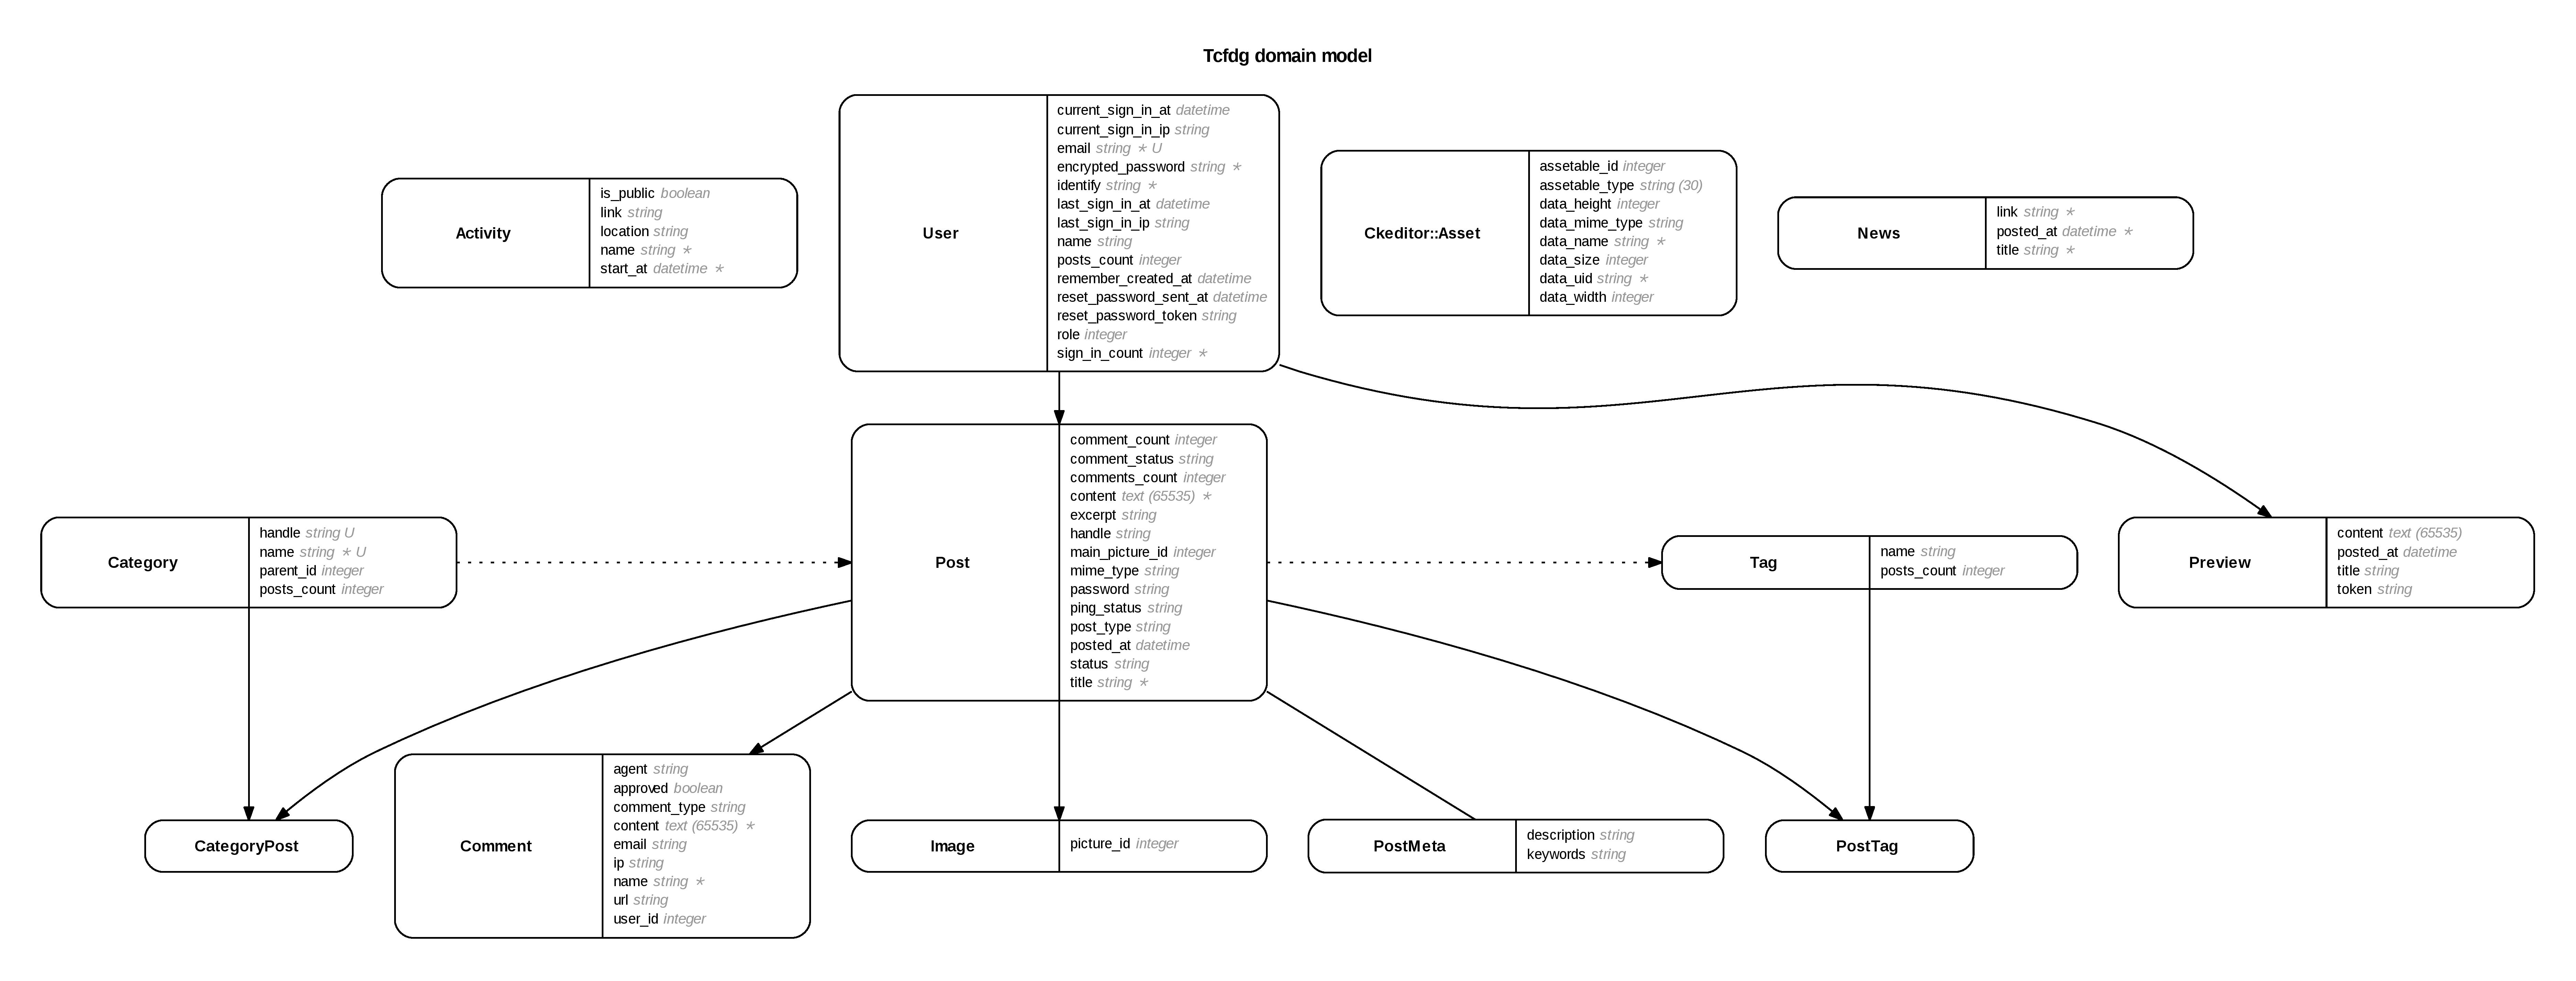 Tcfdg domain model
Activity
is_public boolean
link string
location string
name string ∗
start_at datetime ∗
User
current_sign_in_at datetime
current_sign_in_ip string
email string ∗ U
encrypted_password string ∗
identify string ∗
last_sign_in_at datetime
last_sign_in_ip string
name string
posts_count integer
remember_created_at datetime
reset_password_sent_at datetime
reset_password_token string
role integer
sign_in_count integer ∗
Ckeditor::Asset
assetable_id integer
assetable_type string (30)
data_height integer
data_mime_type string
data_name string ∗
data_size integer
data_uid string ∗
data_width integer
News
link string ∗
posted_at datetime ∗
title string ∗
Category
handle string U
name string ∗ U
parent_id integer
posts_count integer
Post
comment_count integer
comment_status string
comments_count integer
content text (65535) ∗
excerpt string
handle string
main_picture_id integer
mime_type string
password string
ping_status string
post_type string
posted_at datetime
status string
title string ∗
Tag
name string
posts_count integer
Preview
content text (65535)
posted_at datetime
title string
token string
CategoryPost
Comment
agent string
approved boolean
comment_type string
content text (65535) ∗
email string
ip string
name string ∗
url string
user_id integer
Image
picture_id integer
PostMeta
description string
keywords string
PostTag